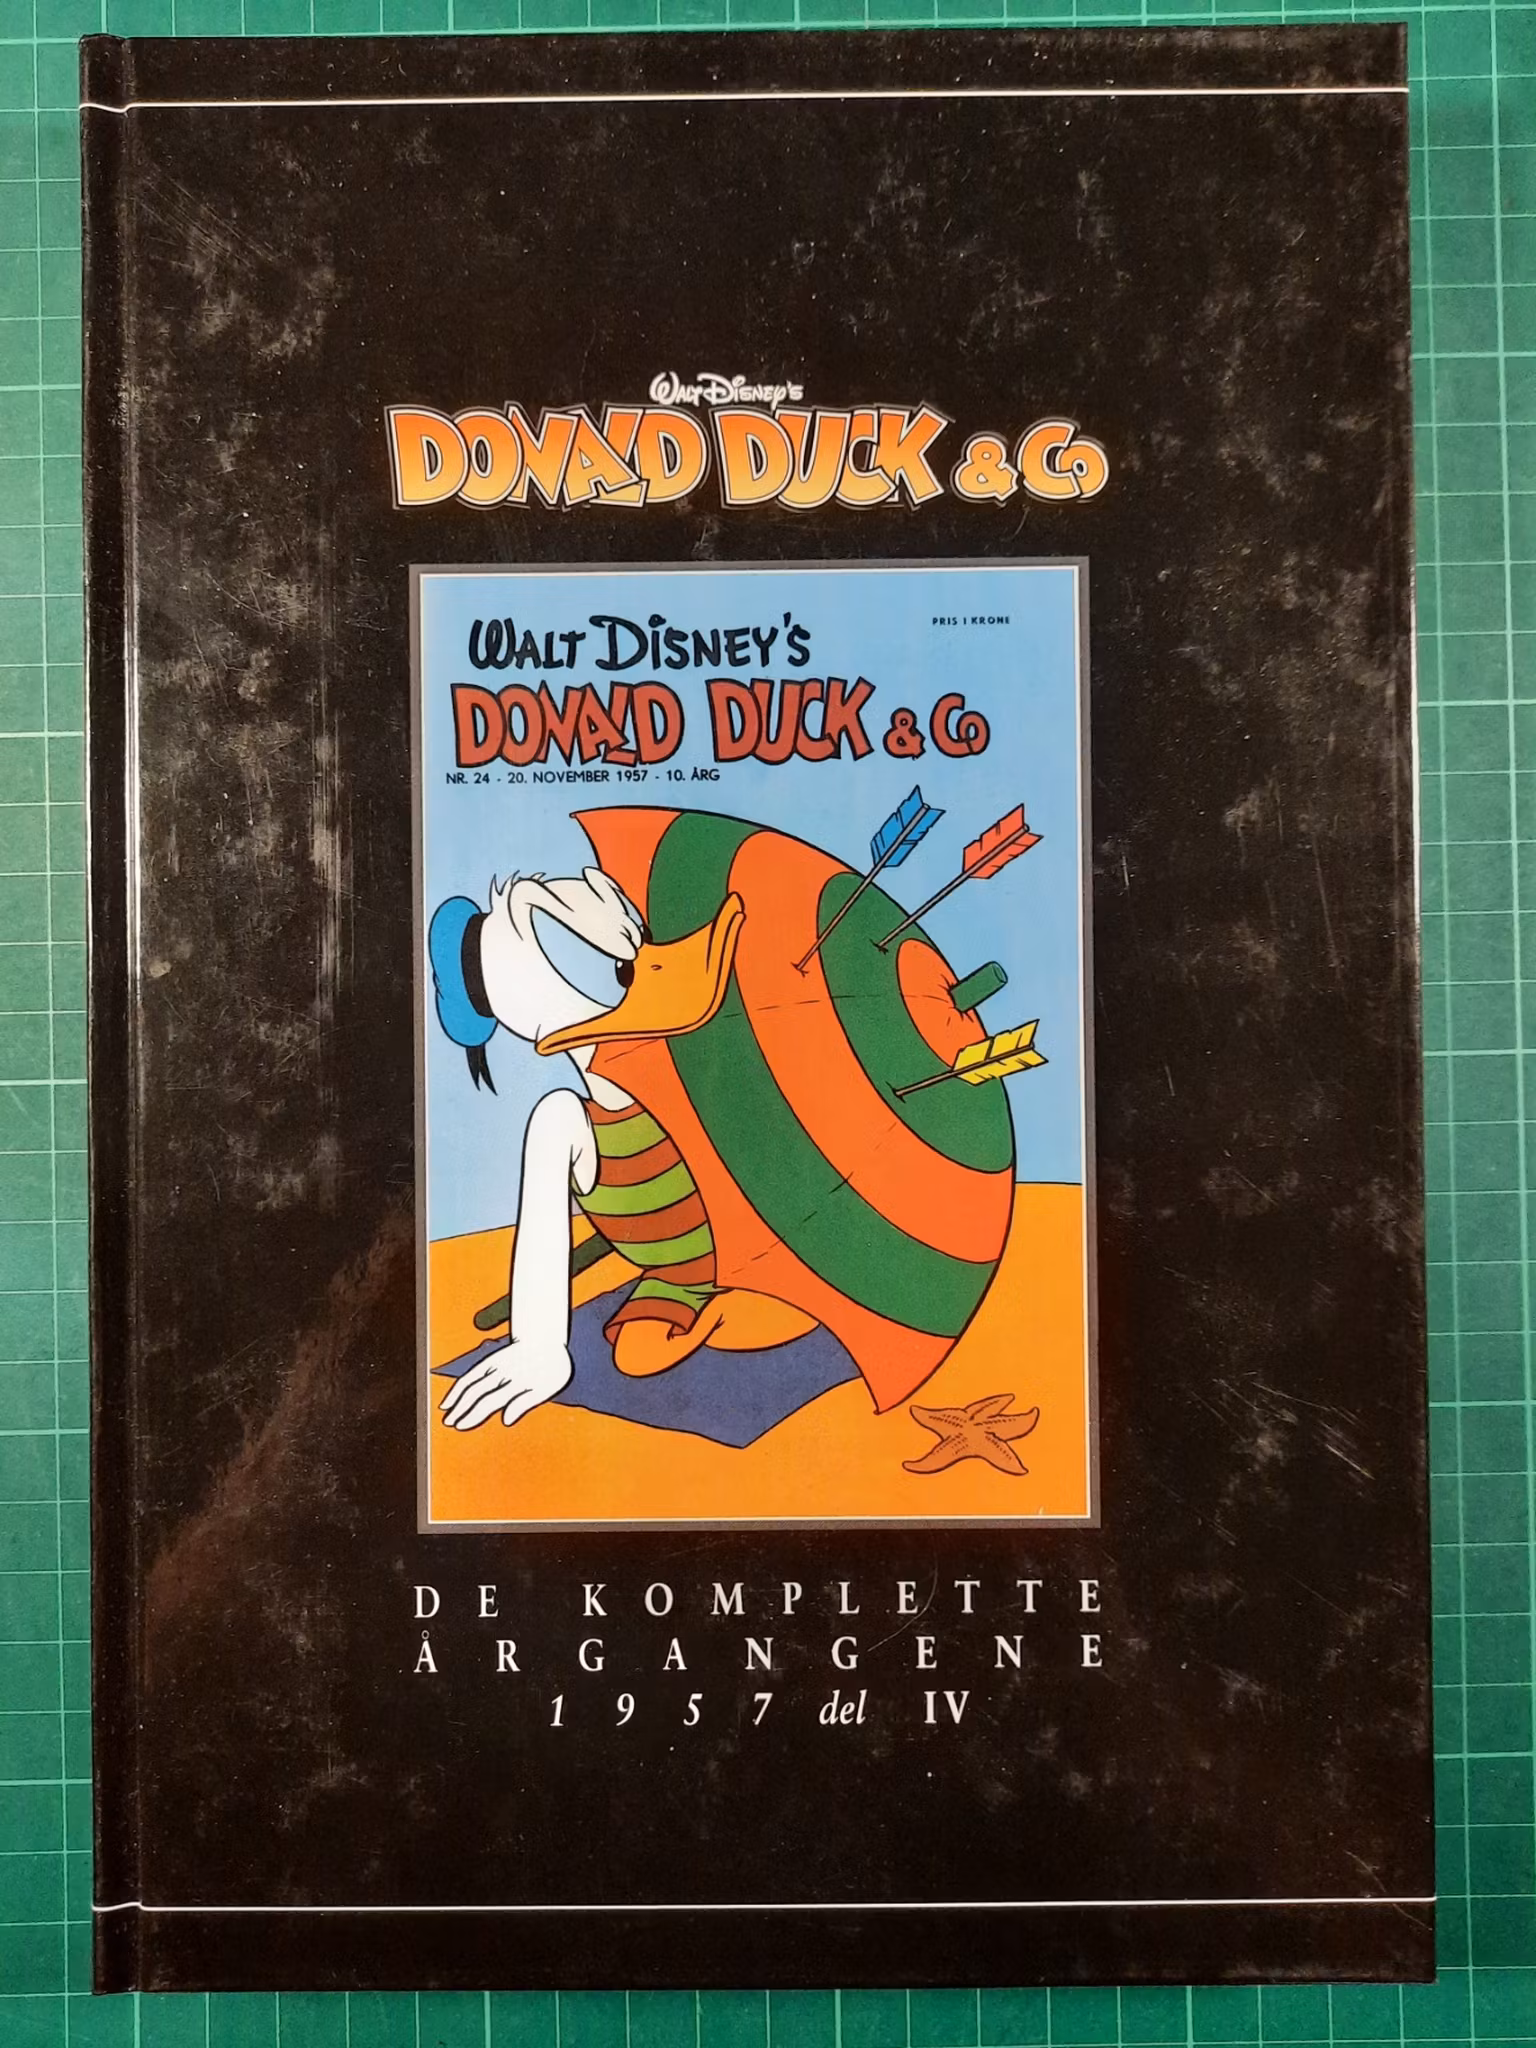 WALT DISNEY'S
DONALD DUCK & CO
WALT DISNEY'S
PRIS 1 KRONE
DONALD DUCK & CO
NR. 24 - 20. NOVEMBER 1957 - 10. ÅRG
DE KOMPLETTE
ÅRGANGENE
1957 del IV